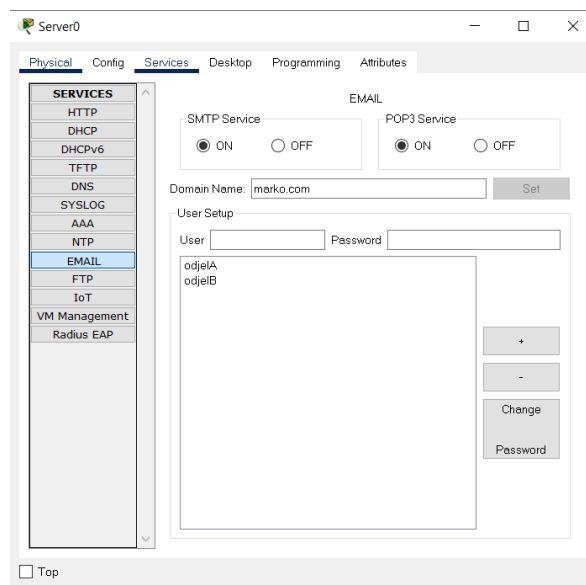 Server0
Physical Config Services Desktop Programming Attributes
SERVICES
HTTP
DHCP
DHCPv6
TFTP
DNS
SYSLOG
AAA
NTP
EMAIL
FTP
IoT
VM Management
Radius EAP
EMAIL
SMTP Service
ON OFF
POP3 Service
ON OFF
Domain Name: marko.com Set
User Setup
User Password
odjelA
odjelB
+
-
Change
Password
Top